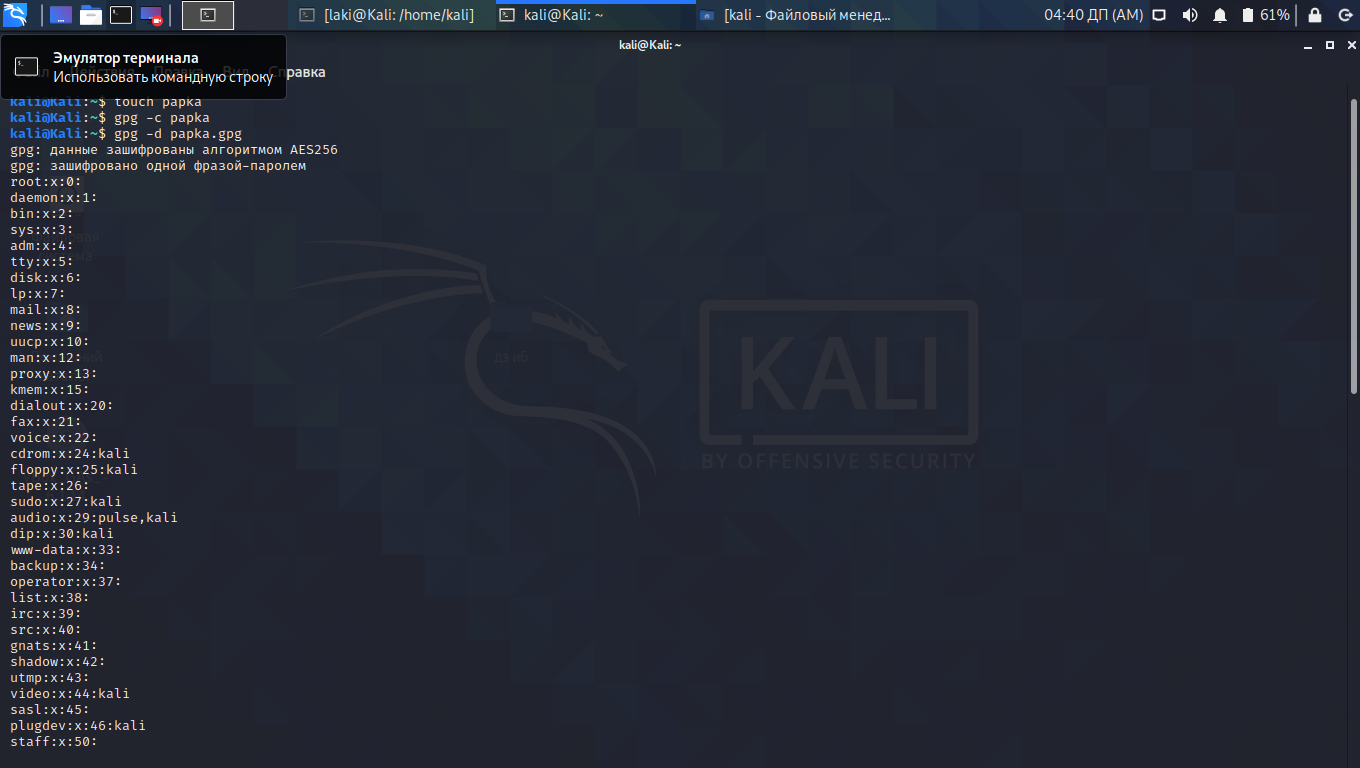 [laki@Kali: /home/kali]
kali@Kali: ~
[kali - Файловый менед...
04:40 ДП (AM)
61%
kali@Kali: ~
Эмулятор терминала
Использовать командную строку
Справка
kali@Kali:~$ touch papka
kali@Kali:~$ gpg -c papka
kali@Kali:~$ gpg -d papka.gpg
gpg: данные зашифрованы алгоритмом AES256
gpg: зашифровано одной фразой-паролем
root:x:0:
daemon:x:1:
bin:x:2:
sys:x:3:
adm:x:4:
tty:x:5:
disk:x:6:
lp:x:7:
mail:x:8:
news:x:9:
uucp:x:10:
man:x:12:
proxy:x:13:
kmem:x:15:
dialout:x:20:
fax:x:21:
voice:x:22:
cdrom:x:24:kali
floppy:x:25:kali
tape:x:26:
sudo:x:27:kali
audio:x:29:pulse,kali
dip:x:30:kali
www-data:x:33:
backup:x:34:
operator:x:37:
list:x:38:
irc:x:39:
src:x:40:
gnats:x:41:
shadow:x:42:
utmp:x:43:
video:x:44:kali
sasl:x:45:
plugdev:x:46:kali
staff:x:50:
дз иб
KALI
BY OFFENSIVE SECURITY